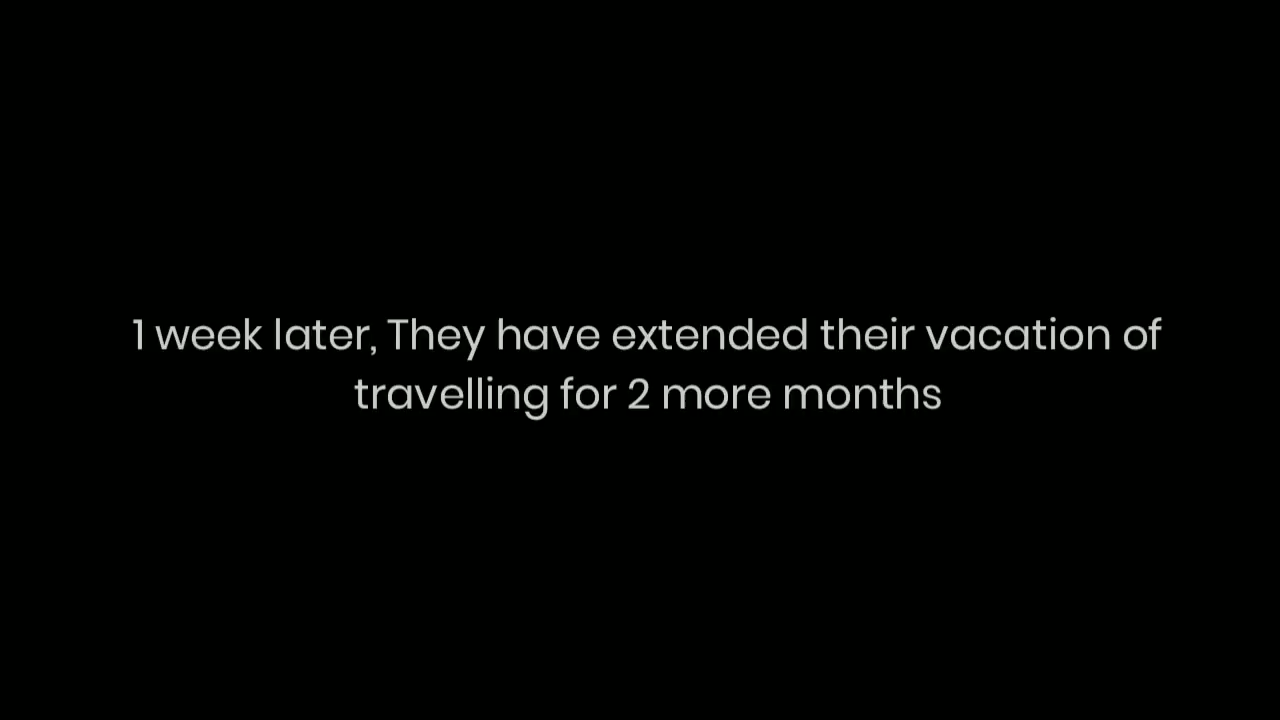 1 week later, They have extended their vacation of
travelling for 2 more months